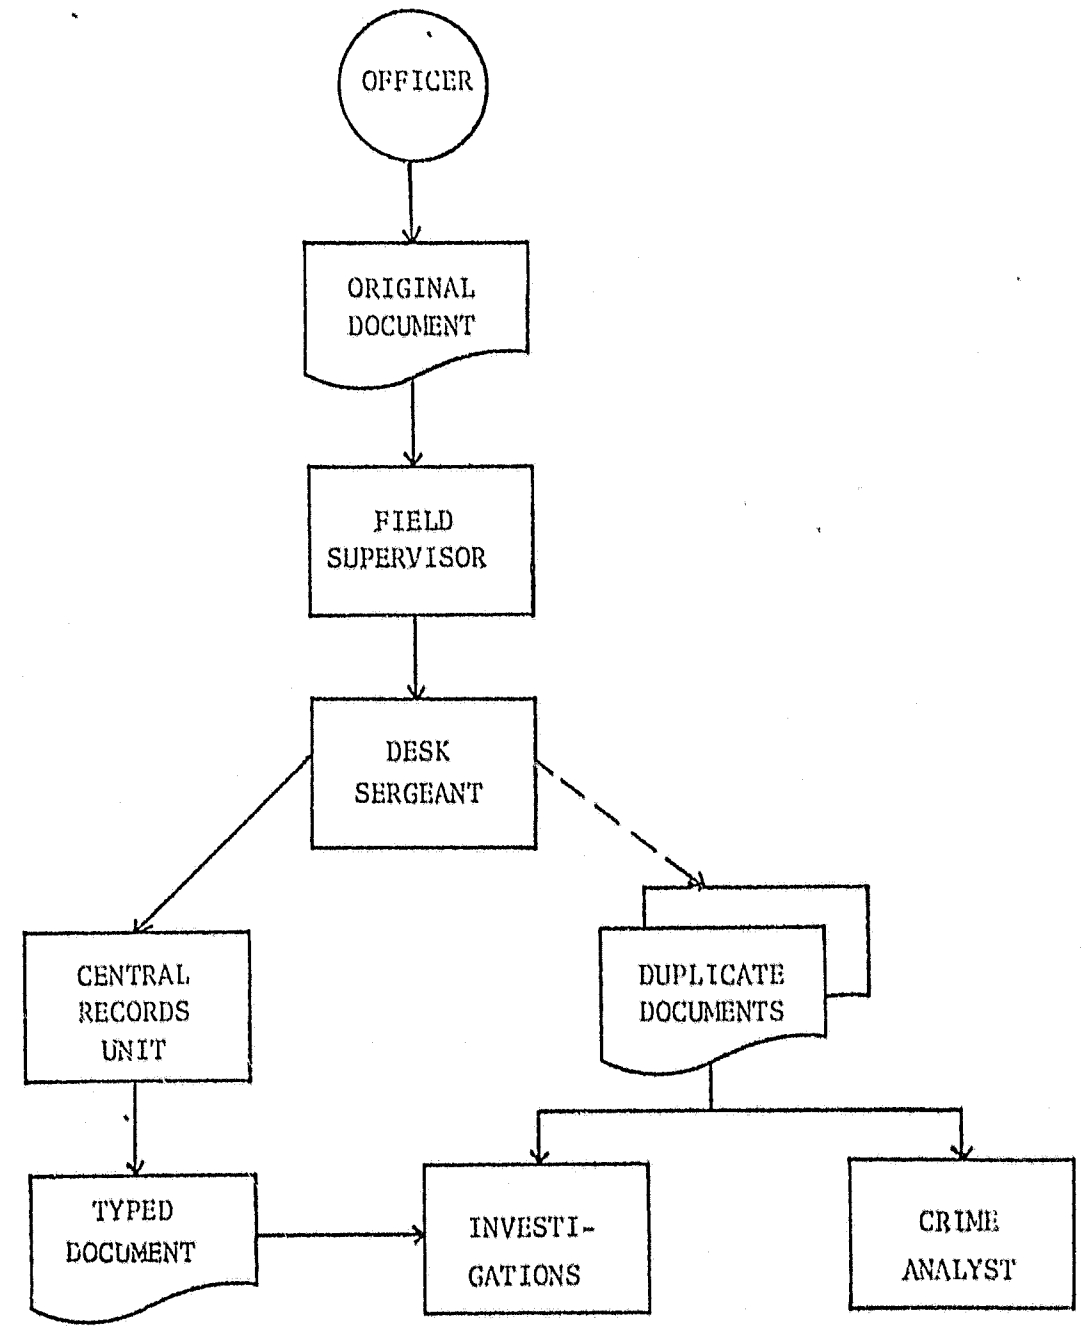 OFFICER
ORIGINAL
DOCUMENT
FIELD
SUPERVISOR
DESK
SERGEANT
CENTRAL
RECORDS
UNIT
DUPLICATE
DOCUMENTS
TYPED
DOCUMENT
INVESTI-
GATIONS
CRIME
ANALYST